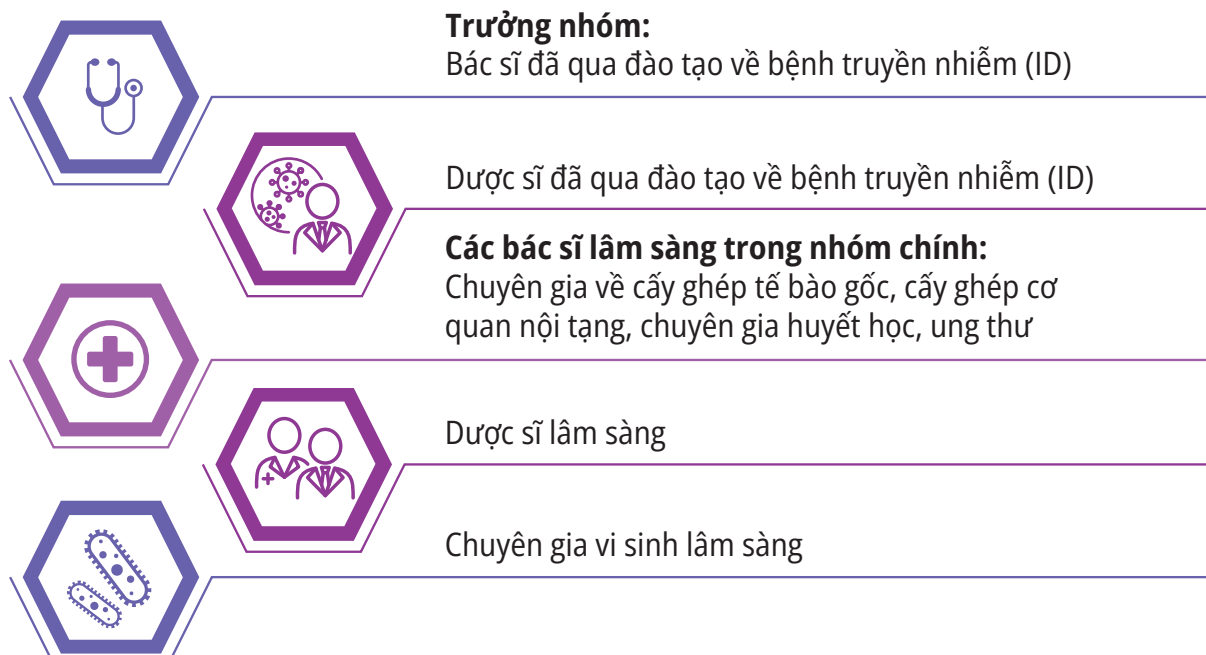 Trưởng nhóm:
Bác sĩ đã qua đào tạo về bệnh truyền nhiễm (ID)
Dược sĩ đã qua đào tạo về bệnh truyền nhiễm (ID)
Các bác sĩ lâm sàng trong nhóm chính:
Chuyên gia về cấy ghép tế bào gốc, cấy ghép cơ
quan nội tạng, chuyên gia huyết học, ung thư
Dược sĩ lâm sàng
Chuyên gia vi sinh lâm sàng